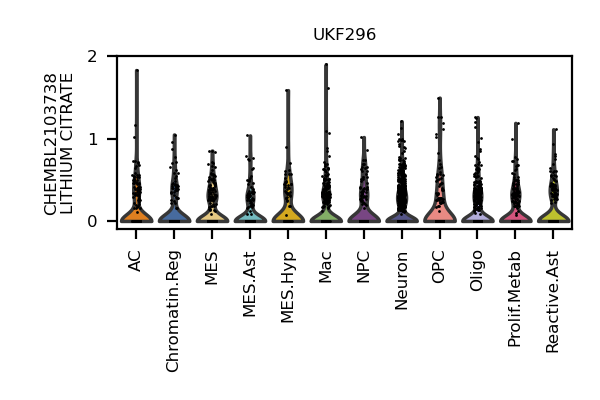 UKF296
CHEMBL2103738
LITHIUM CITRATE
2
1
0
AC
Chromatin.Reg
MES
MES.Ast
MES.Hyp
Mac
NPC
Neuron
OPC
Oligo
Prolif.Metab
Reactive.Ast